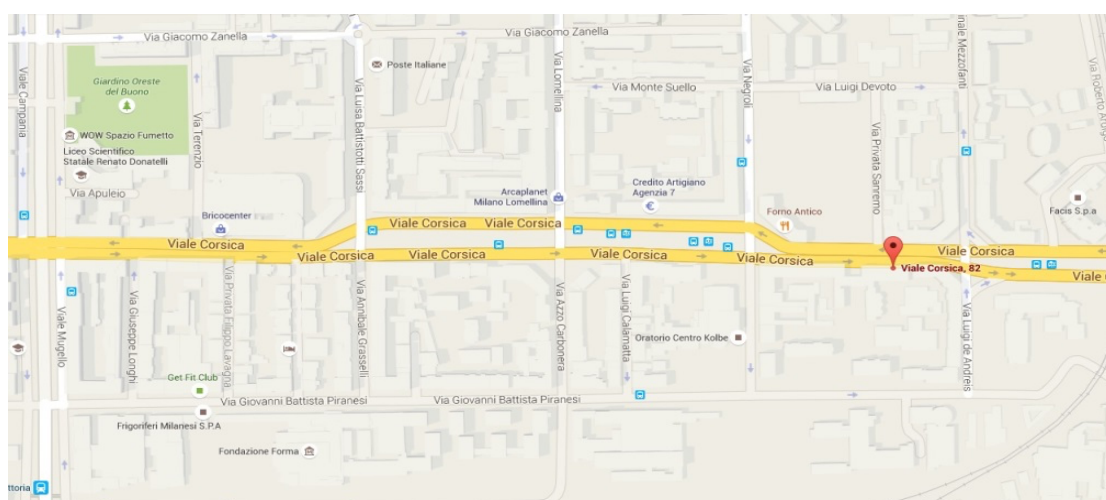 Via Giacomo Zanella
Via Giacomo Zanella
Viale Campania
Giardino Oreste
del Buono
Poste Italiane
Via Lomellina
Via Negroli
nale Mezzofanti
Via Monte Suello
Via Luigi Devoto
Via Roberto Ardigò
WOW Spazio Fumetto
Via Terenzio
Via Luisa Battistotti Sassi
Via Privata Sanremo
Liceo Scientifico
Statale Renato Donatelli
Via Apuleio
Arcaplanet
Milano Lomellina
Credito Artigiano
Agenzia 7
Bricocenter
Forno Antico
Facis S.p.a
Viale Corsica
Viale Corsica
Viale Corsica
Viale Corsica
Viale Corsica
Viale Corsica
Viale Corsica
Viale Corsica
Viale Corsica, 82
Viale C
Viale Mugello
Via Giuseppe Longhi
Via Privata Filippo Lavagna
Via Annibale Grasselli
Via Azzo Carbonera
Via Luigi Calamatta
Oratorio Centro Kolbe
Via Luigi de Andreis
Get Fit Club
Via Giovanni Battista Piranesi
Via Giovanni Battista Piranesi
Frigoriferi Milanesi S.P.A
Fondazione Forma
ttoria